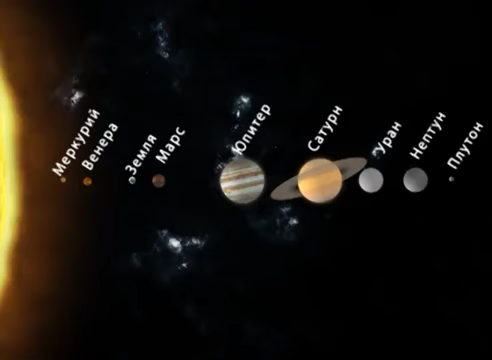 Меркурий
Венера
Земля
Марс
Юпитер
Сатурн
Уран
Нептун
Плутон